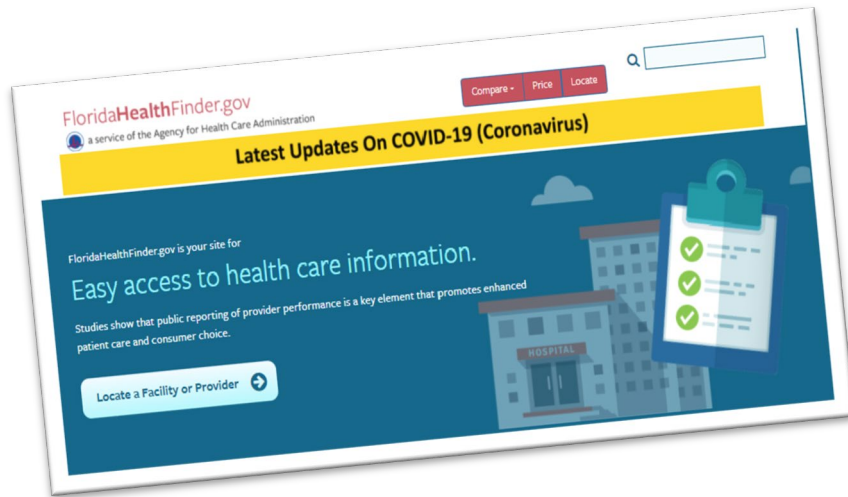 FloridaHealthFinder.gov
a service of the Agency for Health Care Administration
Compare
Price
Locate
Latest Updates On COVID-19 (Coronavirus)
FloridaHealthFinder.gov is your site for
Easy access to health care information.
Studies show that public reporting of provider performance is a key element that promotes enhanced
patient care and consumer choice.
Locate a Facility or Provider
HOSPITAL